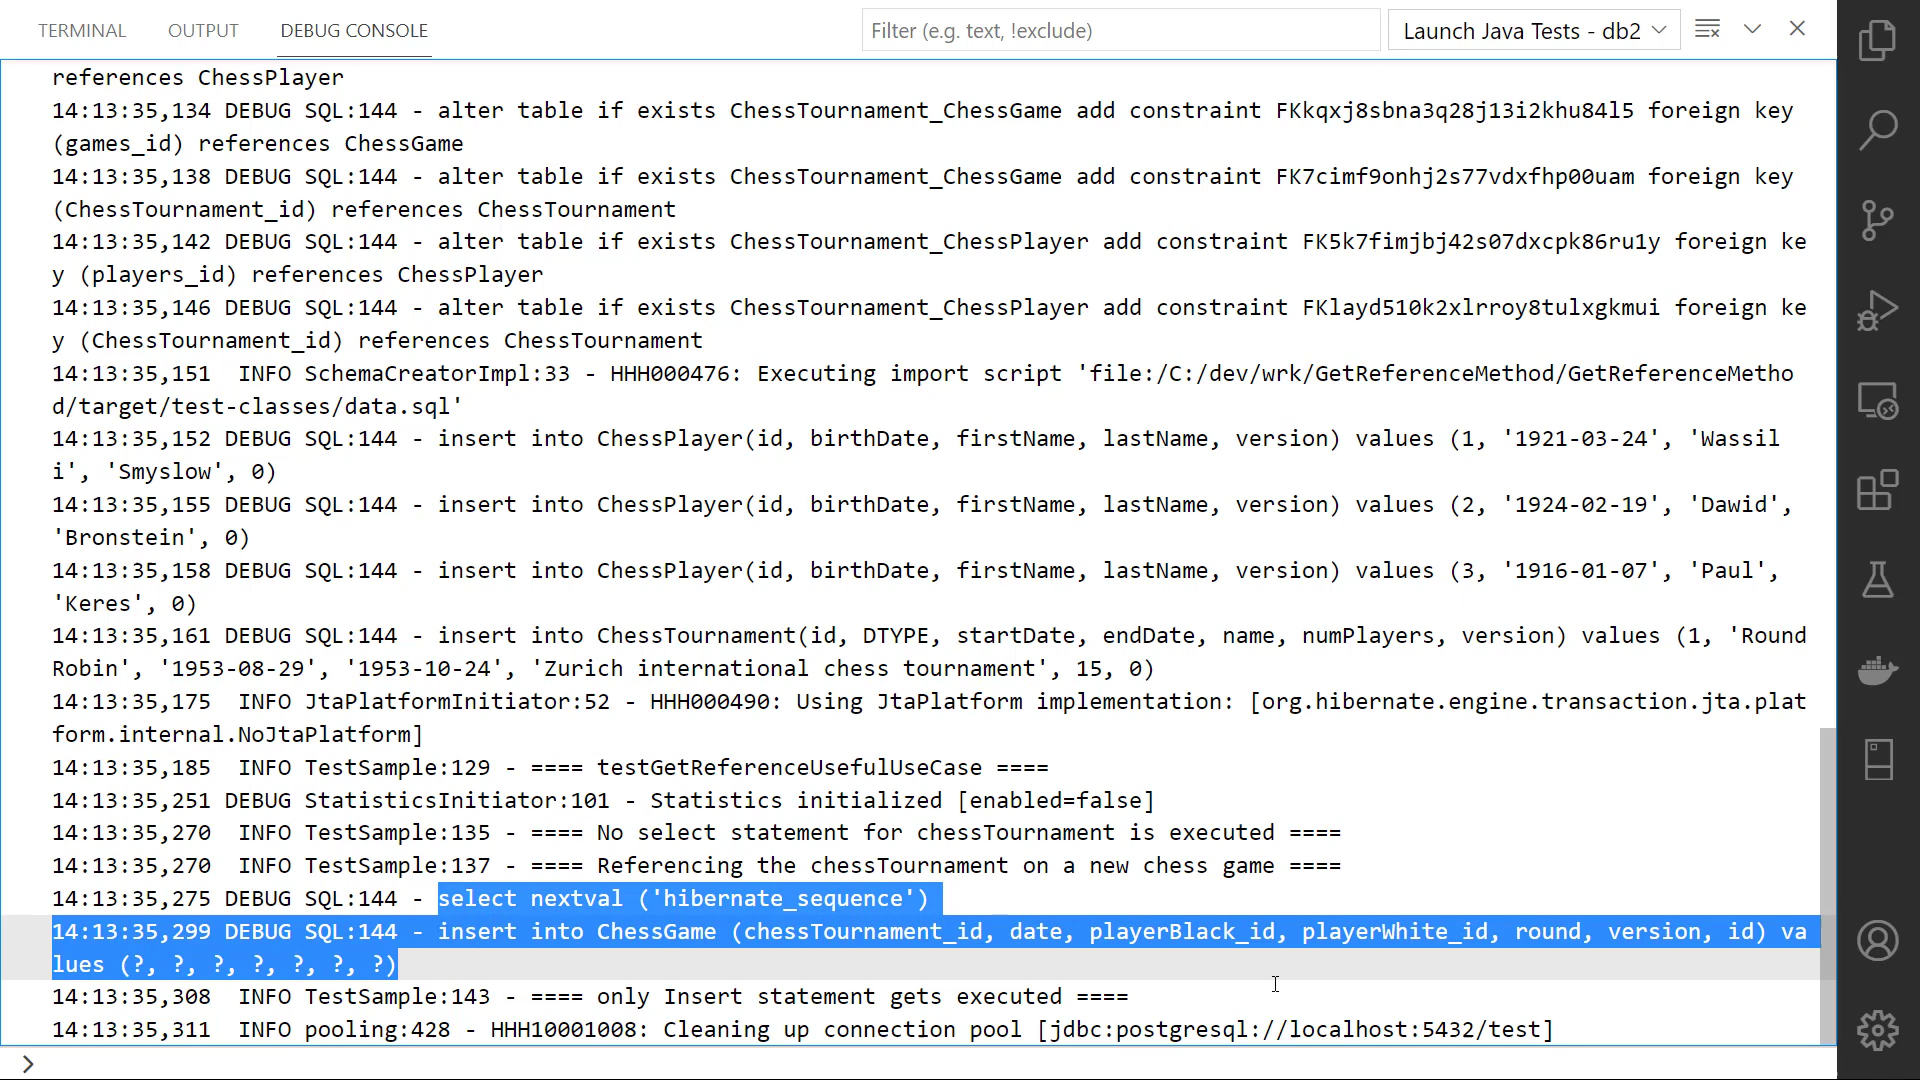 TERMINAL OUTPUT DEBUG CONSOLE Filter (e.g. text, !exclude) Launch Java Tests - db2
references ChessPlayer
14:13:35,134 DEBUG SQL:144 - alter table if exists ChessTournament_ChessGame add constraint FKkqxj8sbna3q28j13i2khu84l5 foreign key
(games_id) references ChessGame
14:13:35,138 DEBUG SQL:144 - alter table if exists ChessTournament_ChessGame add constraint FK7cimf9onhj2s77vdxfhp00uam foreign key
(ChessTournament_id) references ChessTournament
14:13:35,142 DEBUG SQL:144 - alter table if exists ChessTournament_ChessPlayer add constraint FK5k7fimjbj42s07dxcpk86ru1y foreign ke
y (players_id) references ChessPlayer
14:13:35,146 DEBUG SQL:144 - alter table if exists ChessTournament_ChessPlayer add constraint FKlayd510k2xlrroy8tulxgkmui foreign ke
y (ChessTournament_id) references ChessTournament
14:13:35,151  INFO SchemaCreatorImpl:33 - HHH000476: Executing import script 'file:/C:/dev/wrk/GetReferenceMethod/GetReferenceMetho
d/target/test-classes/data.sql'
14:13:35,152 DEBUG SQL:144 - insert into ChessPlayer(id, birthDate, firstName, lastName, version) values (1, '1921-03-24', 'Wassil
i', 'Smyslow', 0)
14:13:35,155 DEBUG SQL:144 - insert into ChessPlayer(id, birthDate, firstName, lastName, version) values (2, '1924-02-19', 'Dawid',
'Bronstein', 0)
14:13:35,158 DEBUG SQL:144 - insert into ChessPlayer(id, birthDate, firstName, lastName, version) values (3, '1916-01-07', 'Paul',
'Keres', 0)
14:13:35,161 DEBUG SQL:144 - insert into ChessTournament(id, DTYPE, startDate, endDate, name, numPlayers, version) values (1, 'Round
Robin', '1953-08-29', '1953-10-24', 'Zurich international chess tournament', 15, 0)
14:13:35,175  INFO JtaPlatformInitiator:52 - HHH000490: Using JtaPlatform implementation: [org.hibernate.engine.transaction.jta.plat
form.internal.NoJtaPlatform]
14:13:35,185  INFO TestSample:129 - ==== testGetReferenceUsefulUseCase ====
14:13:35,251 DEBUG StatisticsInitiator:101 - Statistics initialized [enabled=false]
14:13:35,270  INFO TestSample:135 - ==== No select statement for chessTournament is executed ====
14:13:35,270  INFO TestSample:137 - ==== Referencing the chessTournament on a new chess game ====
14:13:35,275 DEBUG SQL:144 - select nextval ('hibernate_sequence')
14:13:35,299 DEBUG SQL:144 - insert into ChessGame (chessTournament_id, date, playerBlack_id, playerWhite_id, round, version, id) va
lues (?, ?, ?, ?, ?, ?, ?)
14:13:35,308  INFO TestSample:143 - ==== only Insert statement gets executed ====
14:13:35,311  INFO pooling:428 - HHH10001008: Cleaning up connection pool [jdbc:postgresql://localhost:5432/test]